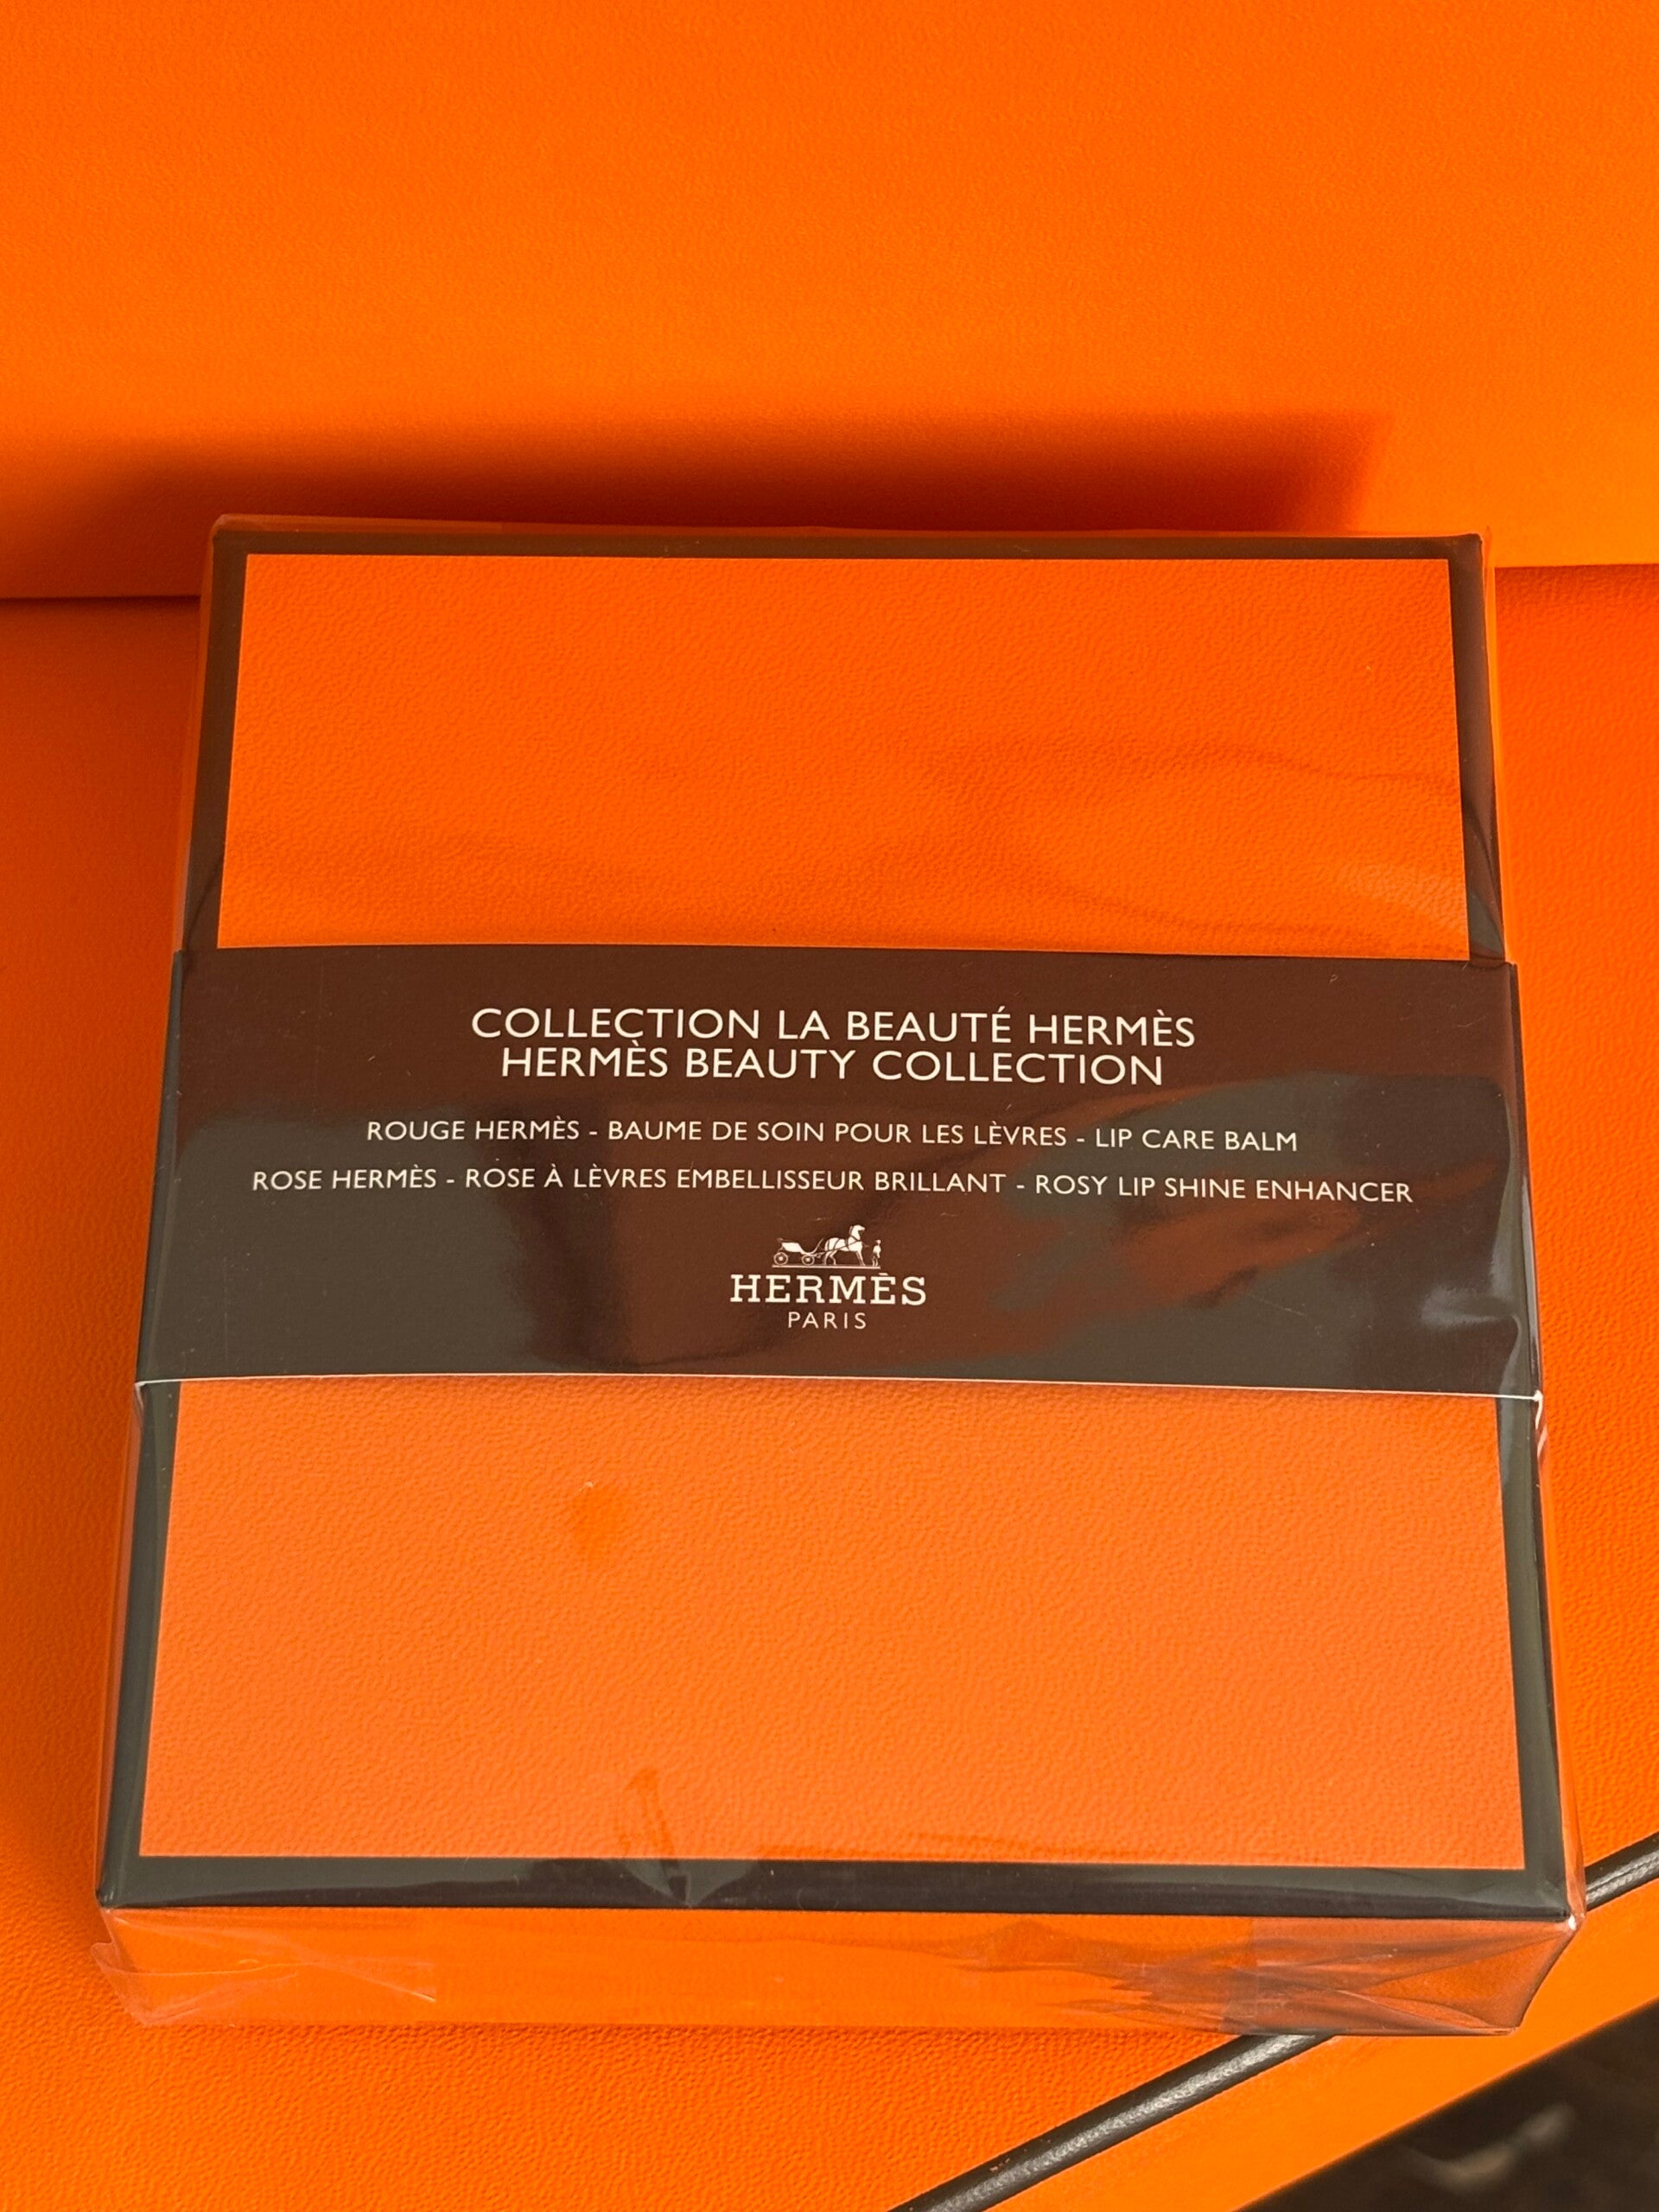 COLLECTION LA BEAUTÉ HERMÈS
HERMÈS BEAUTY COLLECTION
ROUGE HERMÈS - BAUME DE SOIN POUR LES LÈVRES - LIP CARE BALM
ROSE HERMÈS - ROSE À LÈVRES EMBELLISSEUR BRILLANT - ROSY LIP SHINE ENHANCER
HERMÈS
PARIS